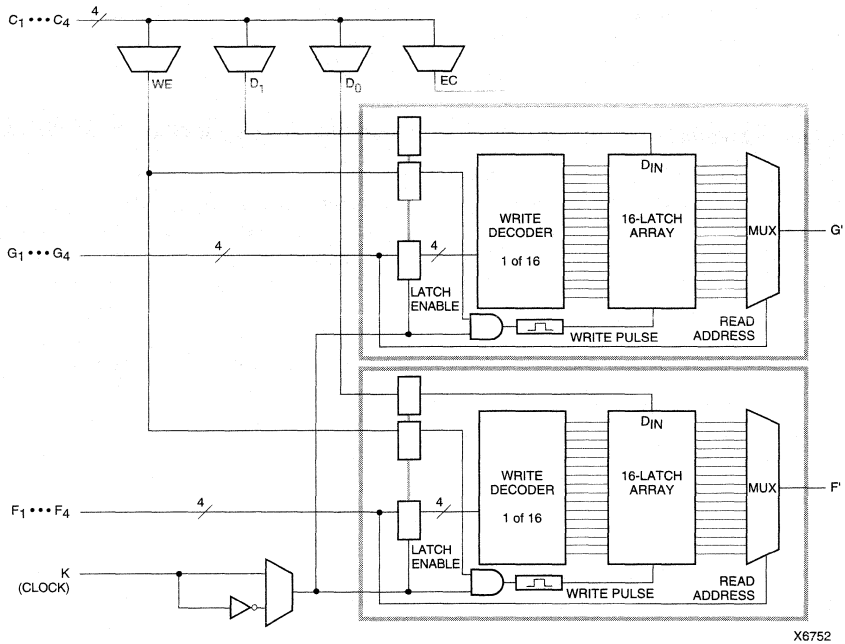 C1 ••• C4
4
WE
D1
D0
EC
DIN
WRITE
DECODER
1 of 16
16-LATCH
ARRAY
MUX
G'
G1 ••• G4
4
4
LATCH
ENABLE
WRITE PULSE
READ
ADDRESS
DIN
WRITE
DECODER
1 of 16
16-LATCH
ARRAY
MUX
F'
F1 ••• F4
4
4
LATCH
ENABLE
K
(CLOCK)
WRITE PULSE
READ
ADDRESS
X6752